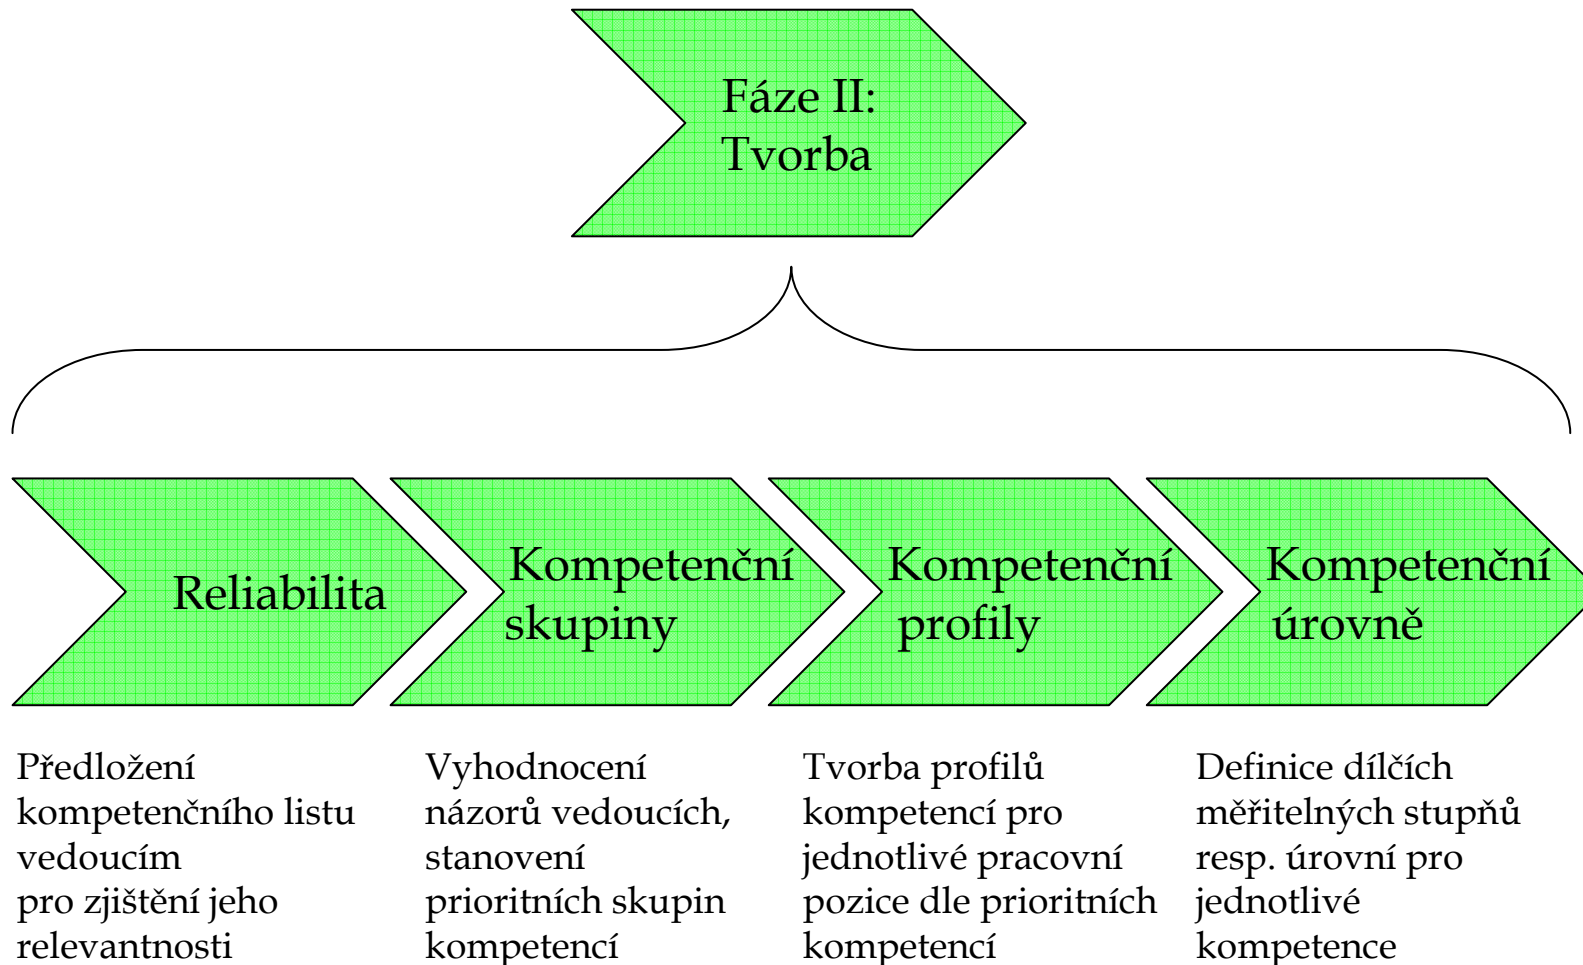 Fáze II:
Tvorba
Reliabilita
Kompetenční
skupiny
Kompetenční
profily
Kompetenční
úrovně
Předložení
kompetenčního listu
vedoucím
pro zjištění jeho
relevantnosti
Vyhodnocení
názorů vedoucích,
stanovení
prioritních skupin
kompetencí
Tvorba profilů
kompetencí pro
jednotlivé pracovní
pozice dle prioritních
kompetencí
Definice dílčích
měřitelných stupňů
resp. úrovní pro
jednotlivé
kompetence